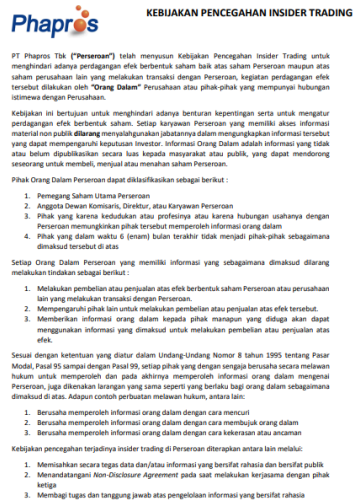 Phapros
KEBIJAKAN PENCEGAHAN INSIDER TRADING
PT Phapros Tbk ("Perseroan") telah menyusun Kebijakan Pencegahan Insider Trading untuk
menghindari adanya perdagangan efek berbentuk saham baik atas saham Perseroan maupun atas
saham perusahaan lain yang melakukan transaksi dengan Perseroan, kegiatan perdagangan efek
tersebut dilakukan oleh "Orang Dalam" Perusahaan atau pihak-pihak yang mempunyai hubungan
istimewa dengan Perusahaan.
Kebijakan ini bertujuan untuk menghindari adanya benturan kepentingan serta untuk mengatur
perdagangan efek berbentuk saham. Setiap karyawan Perseroan yang memiliki akses informasi
material non publik dilarang menyalahgunakan jabatannya dalam mengungkapkan informasi tersebut
yang dapat mempengaruhi keputusan Investor. Informasi Orang Dalam adalah informasi yang tidak
atau belum dipublikasikan secara luas kepada masyarakat atau publik, yang dapat mendorong
seseorang untuk membeli, menjual atau menahan saham Perseroan.
Pihak Orang Dalam Perseroan dapat diklasifikasikan sebagai berikut :
1. Pemegang Saham Utama Perseroan
2. Anggota Dewan Komisaris, Direktur, atau Karyawan Perseroan
3. Pihak yang karena kedudukan atau profesinya atau karena hubungan usahanya dengan
Perseroan memungkinkan pihak tersebut memperoleh informasi orang dalam
4. Pihak yang dalam waktu 6 (enam) bulan terakhir tidak menjadi pihak-pihak sebagaimana
dimaksud tersebut di atas
Setiap Orang Dalam Perseroan yang memiliki informasi yang sebagaimana dimaksud dilarang
melakukan tindakan sebagai berikut :
1. Melakukan pembelian atau penjualan atas efek berbentuk saham Perseroan atau perusahaan
lain yang melakukan transaksi dengan Perseroan.
2. Mempengaruhi pihak lain untuk melakukan pembelian atau penjualan atas efek tersebut.
3. Memberikan informasi orang dalam kepada pihak manapun yang diduga akan dapat
menggunakan informasi yang dimaksud untuk melakukan pembelian atau penjualan atas
efek.
Sesuai dengan ketentuan yang diatur dalam Undang-Undang Nomor 8 tahun 1995 tentang Pasar
Modal, Pasal 95 sampai dengan Pasal 99, setiap pihak yang dengan sengaja berusaha secara melawan
hukum untuk memperoleh dan pada akhirnya memperoleh informasi orang dalam mengenai
Perseroan, juga dikenakan larangan yang sama seperti yang berlaku bagi orang dalam sebagaimana
dimaksud di atas. Adapun contoh perbuatan melawan hukum, antara lain:
1. Berusaha memperoleh informasi orang dalam dengan cara mencuri
2. Berusaha memperoleh informasi orang dalam dengan cara membujuk orang dalam
3. Berusaha memperoleh informasi orang dalam dengan cara kekerasan atau ancaman
Kebijakan pencegahan terjadinya insider trading di Perseroan diterapkan antara lain melalui:
1. Memisahkan secara tegas data dan/atau informasi yang bersifat rahasia dan bersifat publik
2. Menandatangani Non-Disclosure Agreement pada saat melakukan kerjasama dengan pihak
ketiga
3. Membagi tugas dan tanggung jawab atas pengelolaan informasi yang bersifat rahasia